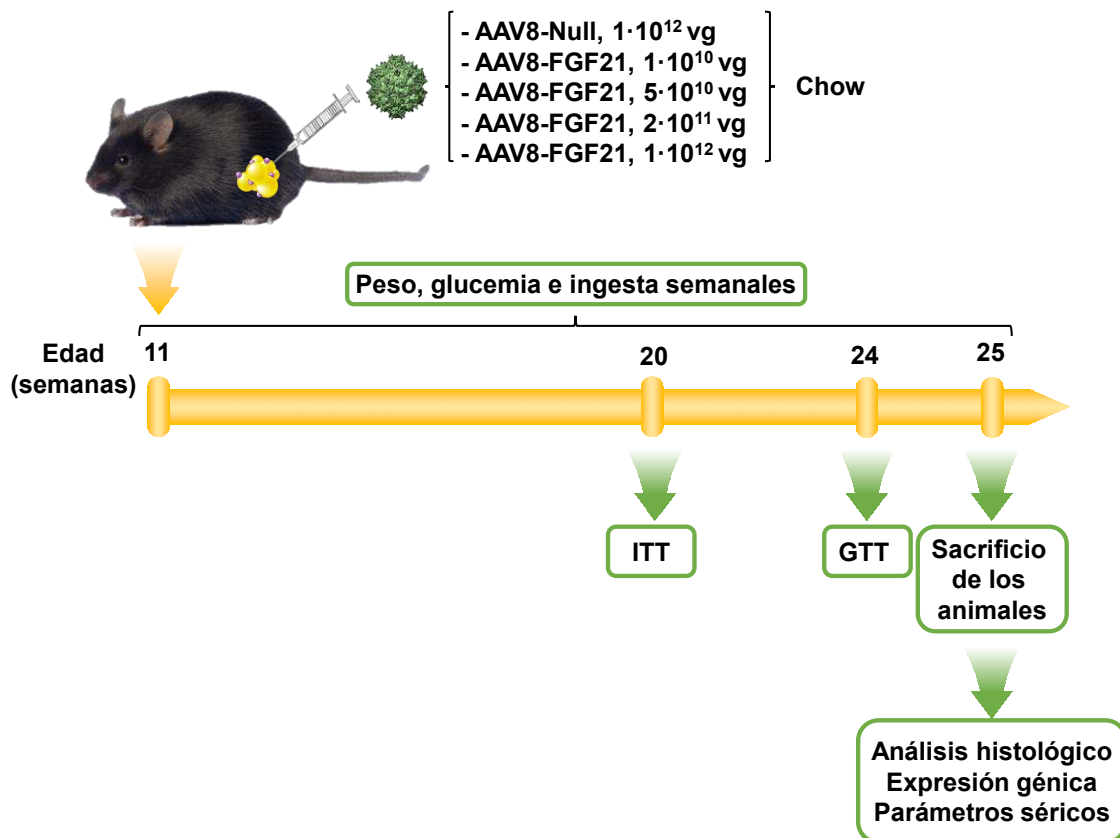 - AAV8-Null, 1·10¹² vg
- AAV8-FGF21, 1·10¹⁰ vg
- AAV8-FGF21, 5·10¹⁰ vg
- AAV8-FGF21, 2·10¹¹ vg
- AAV8-FGF21, 1·10¹² vg
Chow
Peso, glucemia e ingesta semanales
Edad
(semanas)
11
20
24
25
ITT
GTT
Sacrificio
de los
animales
Análisis histológico
Expresión génica
Parámetros séricos